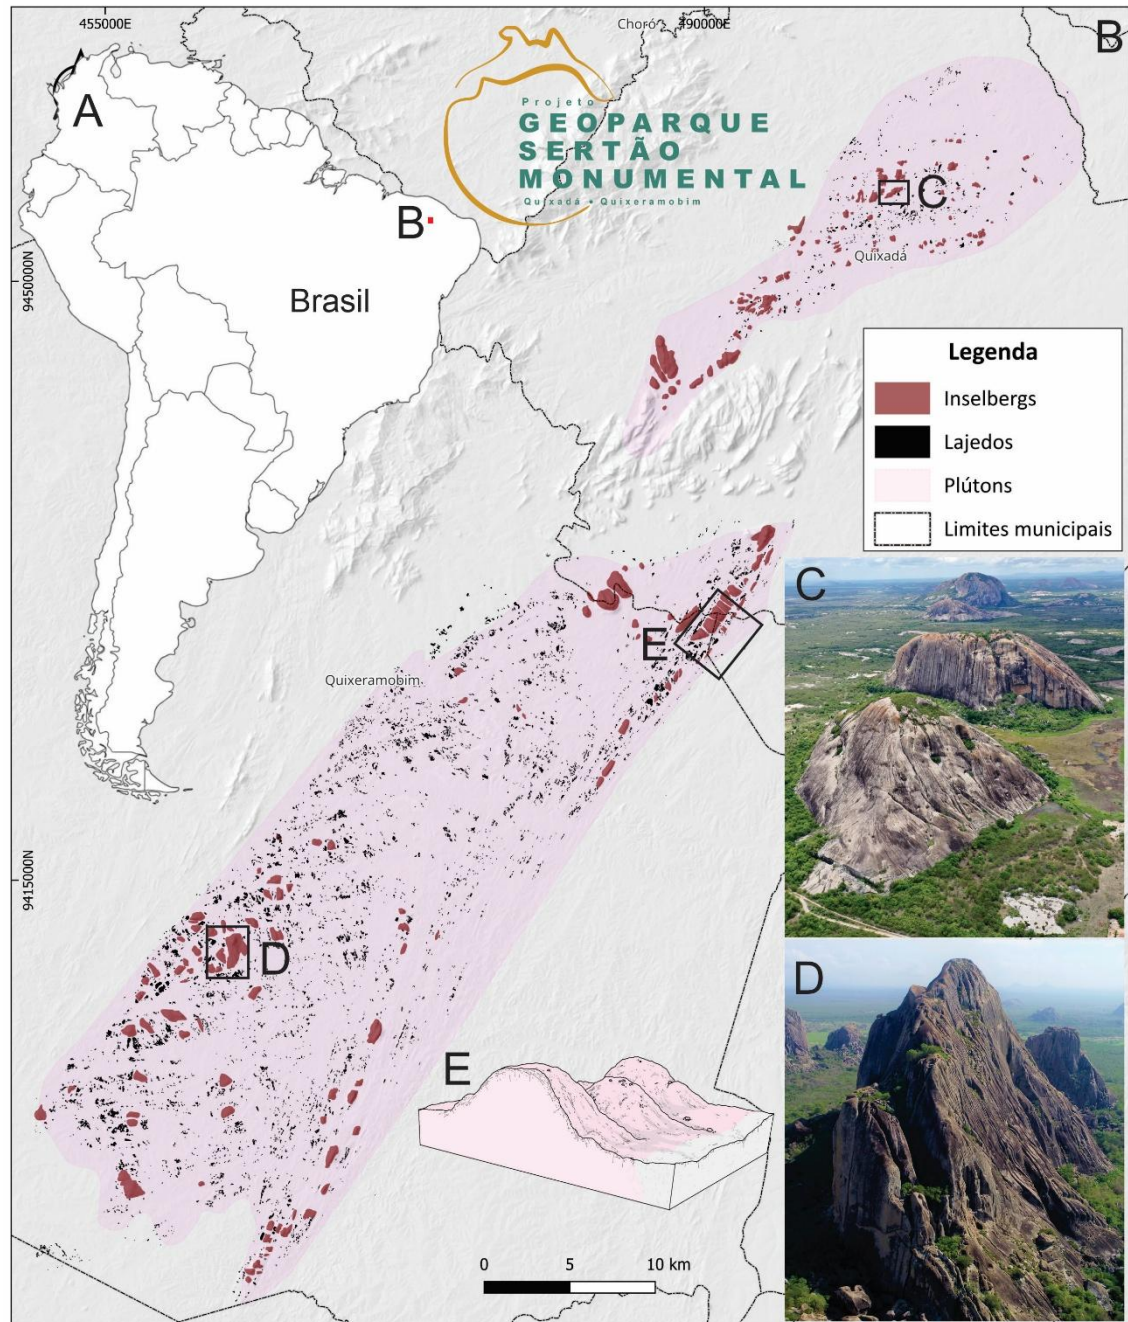 455000E
Choró
490000E
B
A
Projeto
GEOPARQUE
SERTÃO
MONUMENTAL
Quixadá • Quixeramobim
C
B
Quixadá
9450000N
Brasil
Legenda
Inselbergs
Lajedos
Plútons
Limites municipais
C
E
Quixeramobim
9415000N
D
D
E
0 5 10 km